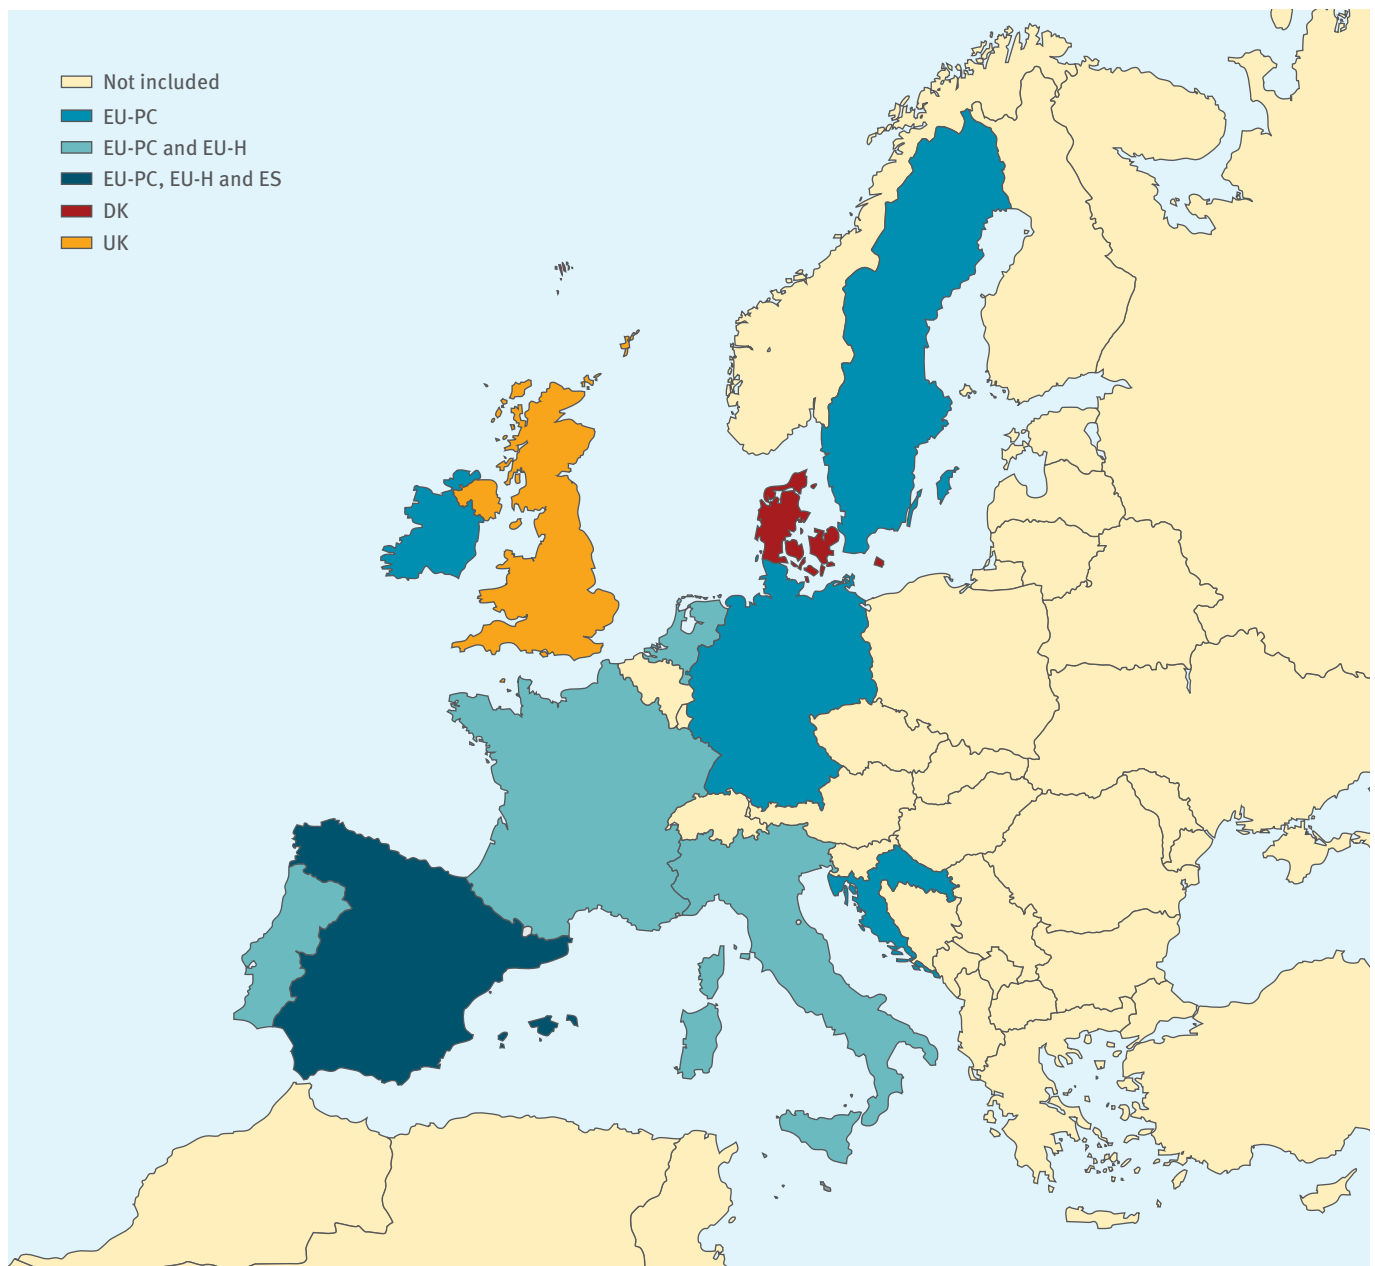 Not included
EU-PC
EU-PC and EU-H
EU-PC, EU-H and ES
DK
UK